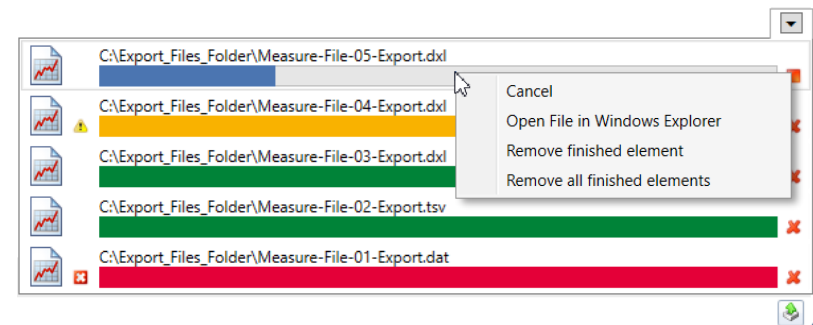 C:\Export_Files_Folder\Measure-File-05-Export.dxl
Cancel
C:\Export_Files_Folder\Measure-File-04-Export.dxl
Open File in Windows Explorer
Remove finished element
C:\Export_Files_Folder\Measure-File-03-Export.dxl
Remove all finished elements
C:\Export_Files_Folder\Measure-File-02-Export.tsv
C:\Export_Files_Folder\Measure-File-01-Export.dat